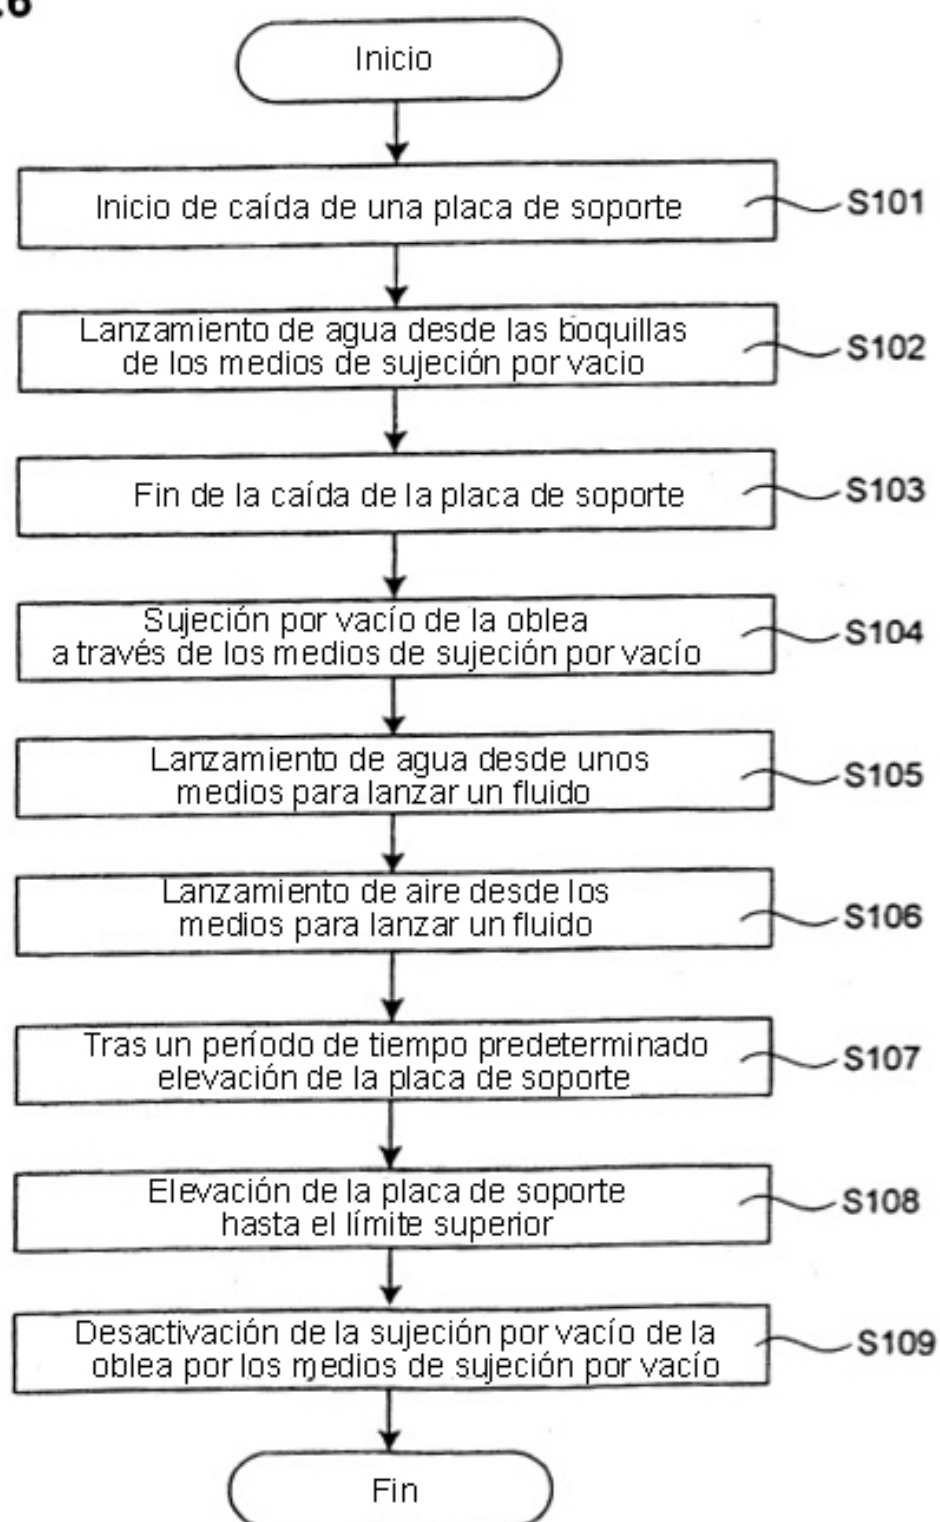 Inicio
Inicio de caída de una placa de soporte
S101
Lanzamiento de agua desde las boquillas
de los medios de sujeción por vacio
S102
Fin de la caída de la placa de soporte
S103
Sujeción por vacío de la oblea
a través de los medios de sujeción por vacío
S104
Lanzamiento de agua desde unos
medios para lanzar un fluido
S105
Lanzamiento de aire desde los
medios para lanzar un fluido
S106
Tras un período de tiempo predeterminado
elevación de la placa de soporte
S107
Elevación de la placa de soporte
hasta el límite superior
S108
Desactivación de la sujeción por vacío de la
oblea por los medios de sujeción por vacío
S109
Fin